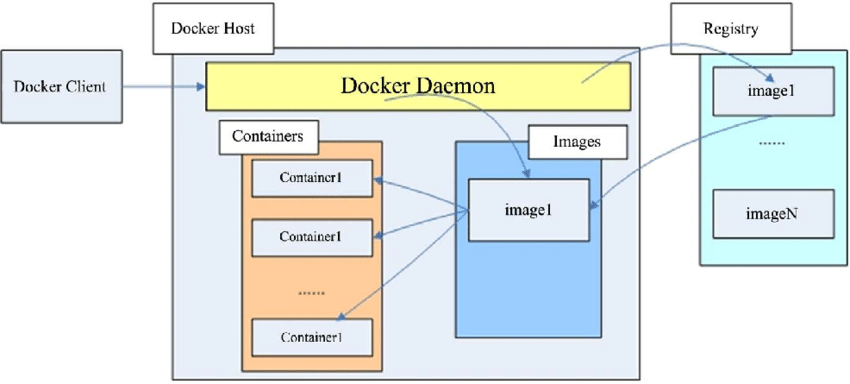 Docker Host
Registry
Docker Client
Docker Daemon
image1
Containers
Images
......
Container1
image1
imageN
Container1
......
Container1